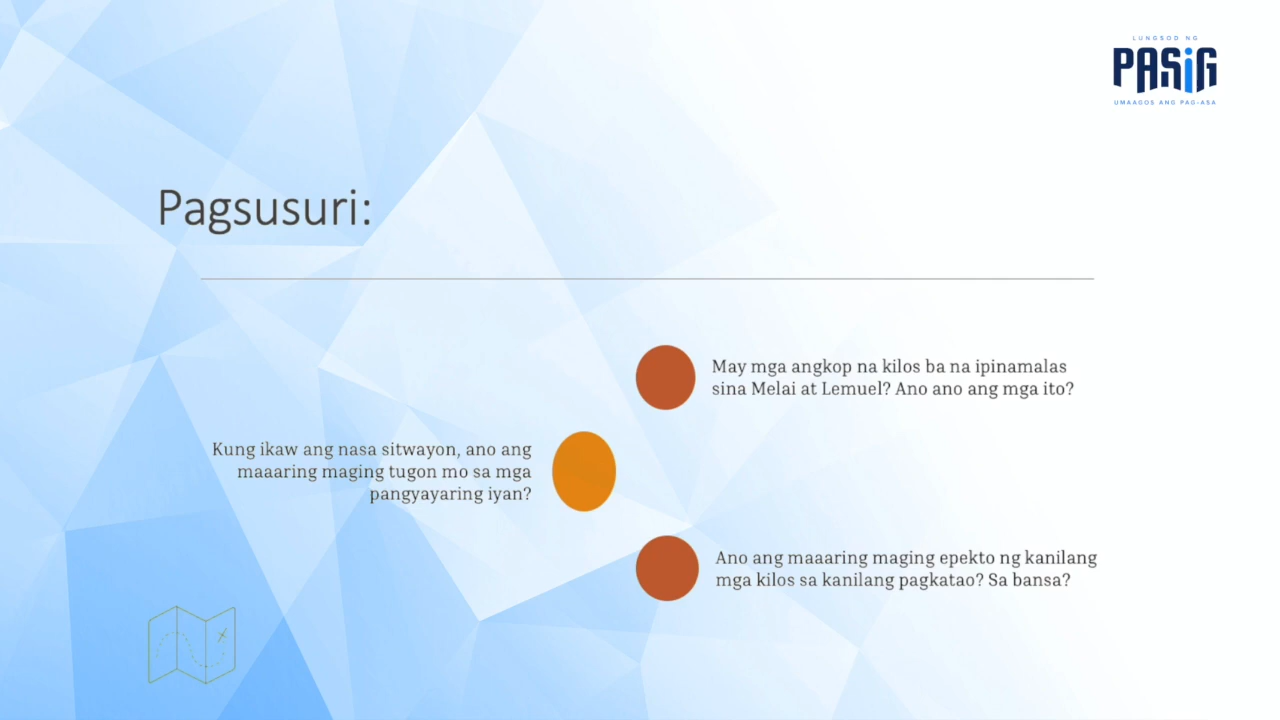 LUNGSOD NG
PASiG
UMAAGOS ANG PAG-ASA
Pagsusuri:
May mga angkop na kilos ba na ipinamalas
sina Melai at Lemuel? Ano ano ang mga ito?
Kung ikaw ang nasa sitwayon, ano ang
maaaring maging tugon mo sa mga
pangyayaring iyan?
Ano ang maaaring maging epekto ng kanilang
mga kilos sa kanilang pagkatao? Sa bansa?